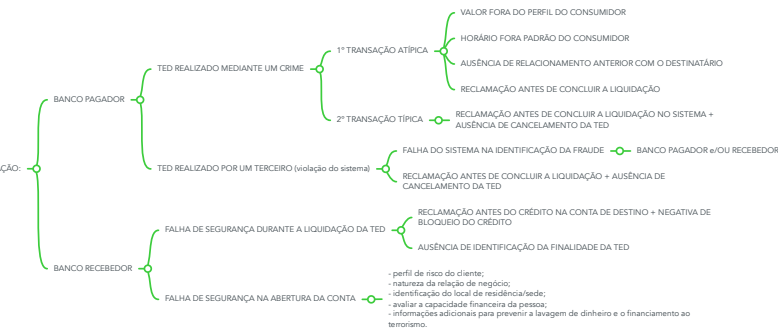 VALOR FORA DO PERFIL DO CONSUMIDOR
HORÁRIO FORA PADRÃO DO CONSUMIDOR
1º TRANSAÇÃO ATÍPICA
AUSÊNCIA DE RELACIONAMENTO ANTERIOR COM O DESTINATÁRIO
TED REALIZADO MEDIANTE UM CRIME
RECLAMAÇÃO ANTES DE CONCLUIR A LIQUIDAÇÃO
BANCO PAGADOR
2º TRANSAÇÃO TÍPICA
RECLAMAÇÃO ANTES DE CONCLUIR A LIQUIDAÇÃO NO SISTEMA +
AUSÊNCIA DE CANCELAMENTO DA TED
FALHA DO SISTEMA NA IDENTIFICAÇÃO DA FRAUDE
BANCO PAGADOR e/OU RECEBEDOR
TED REALIZADO POR UM TERCEIRO (violação do sistema)
RECLAMAÇÃO ANTES DE CONCLUIR A LIQUIDAÇÃO + AUSÊNCIA DE
CANCELAMENTO DA TED
AÇÃO:
RECLAMAÇÃO ANTES DO CRÉDITO NA CONTA DE DESTINO + NEGATIVA DE
BLOQUEIO DO CRÉDITO
FALHA DE SEGURANÇA DURANTE A LIQUIDAÇÃO DA TED
AUSÊNCIA DE IDENTIFICAÇÃO DA FINALIDADE DA TED
BANCO RECEBEDOR
FALHA DE SEGURANÇA NA ABERTURA DA CONTA
- perfil de risco do cliente;
- natureza da relação de negócio;
- identificação do local de residência/sede;
- avaliar a capacidade financeira da pessoa;
- informações adicionais para prevenir a lavagem de dinheiro e o financiamento ao
terrorismo.